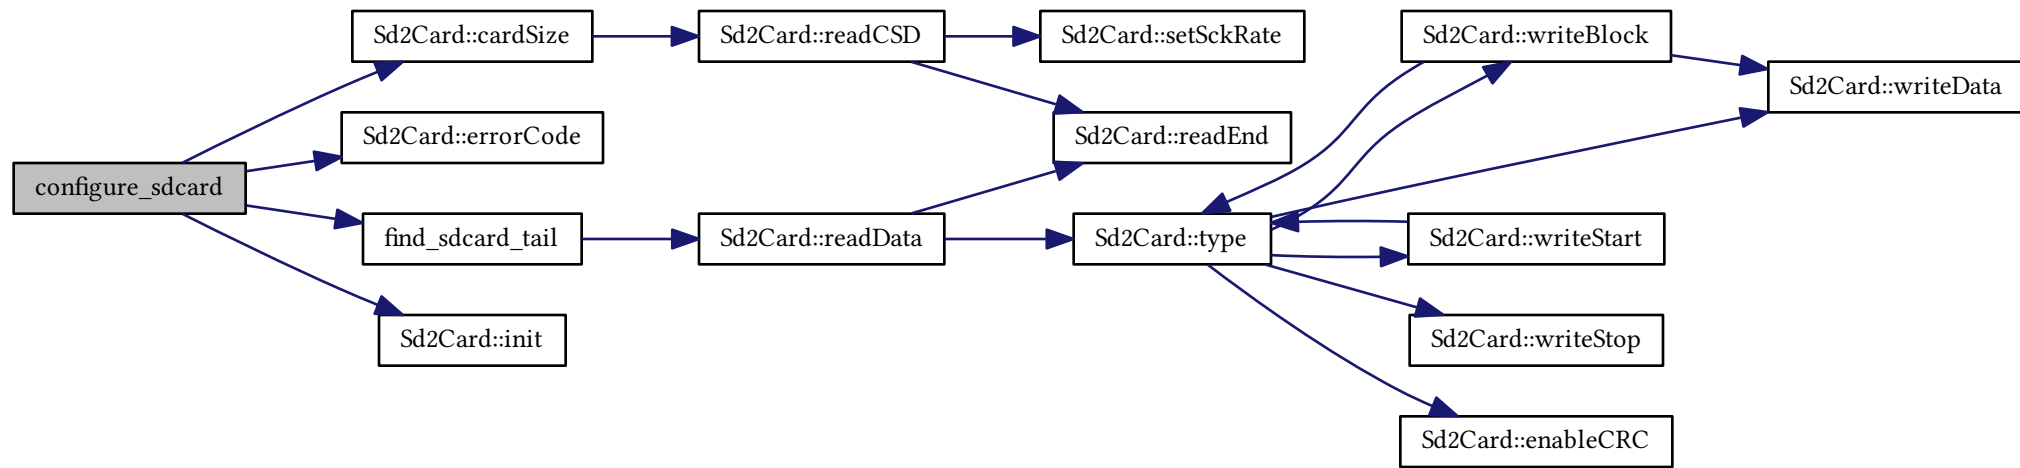 Sd2Card::cardSize
Sd2Card::readCSD
Sd2Card::setSckRate
Sd2Card::writeBlock
Sd2Card::writeData
Sd2Card::errorCode
Sd2Card::readEnd
configure_sdcard
find_sdcard_tail
Sd2Card::readData
Sd2Card::type
Sd2Card::writeStart
Sd2Card::init
Sd2Card::writeStop
Sd2Card::enableCRC